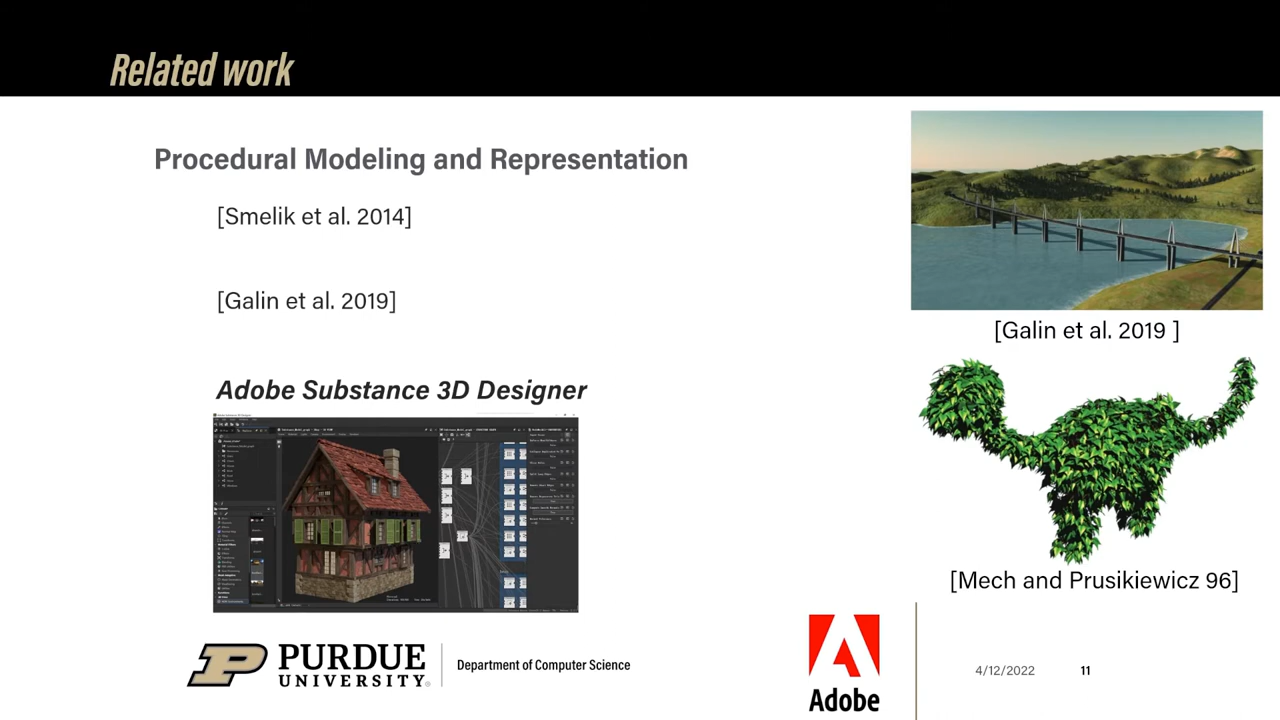 Related work
Procedural Modeling and Representation
[Smelik et al. 2014]
[Galin et al. 2019]
Adobe Substance 3D Designer
[Galin et al. 2019 ]
[Mech and Prusikiewicz 96]
PURDUE
UNIVERSITY®
Department of Computer Science
Adobe
4/12/2022
11